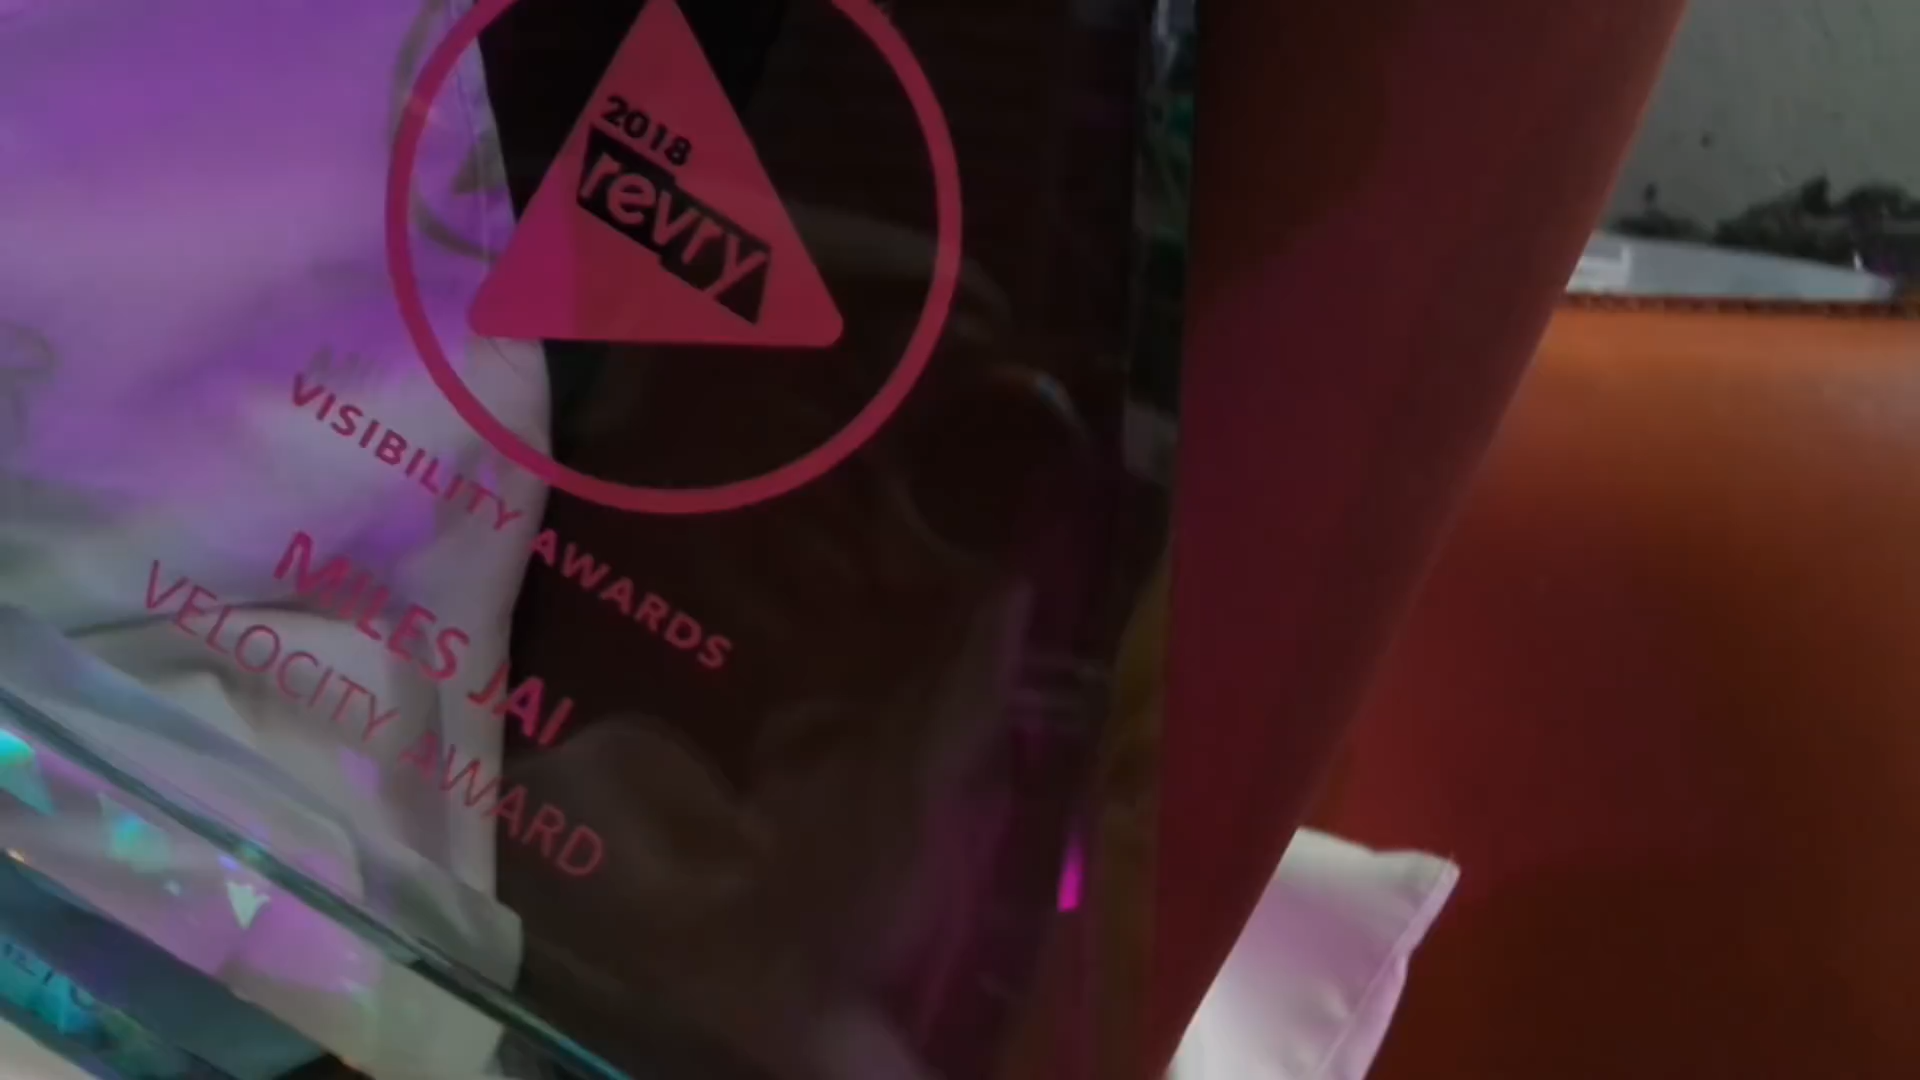 2018
revry
VISIBILITY AWARDS
MILES JAI
VELOCITY AWARD